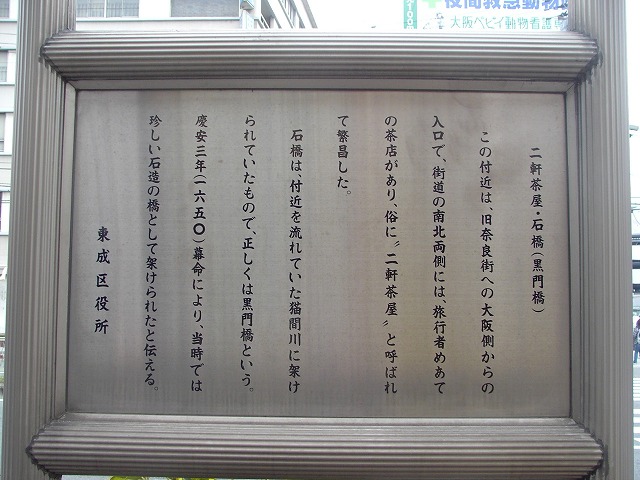 二軒茶屋・石橋(黒門橋)
この付近は、旧奈良街への大阪側からの
入口で、街道の南北両側には、旅行者めあて
の茶店があり、俗に〝二軒茶屋〟と呼ばれ
て繁昌した。
石橋は、付近を流れていた猫間川に架け
られていたもので、正しくは黒門橋という。
慶安三年(一六五〇)幕命により、当時では
珍しい石造の橋として架けられたと伝える。
東成区役所
夜間救急動物
大阪ベビイ動物看護